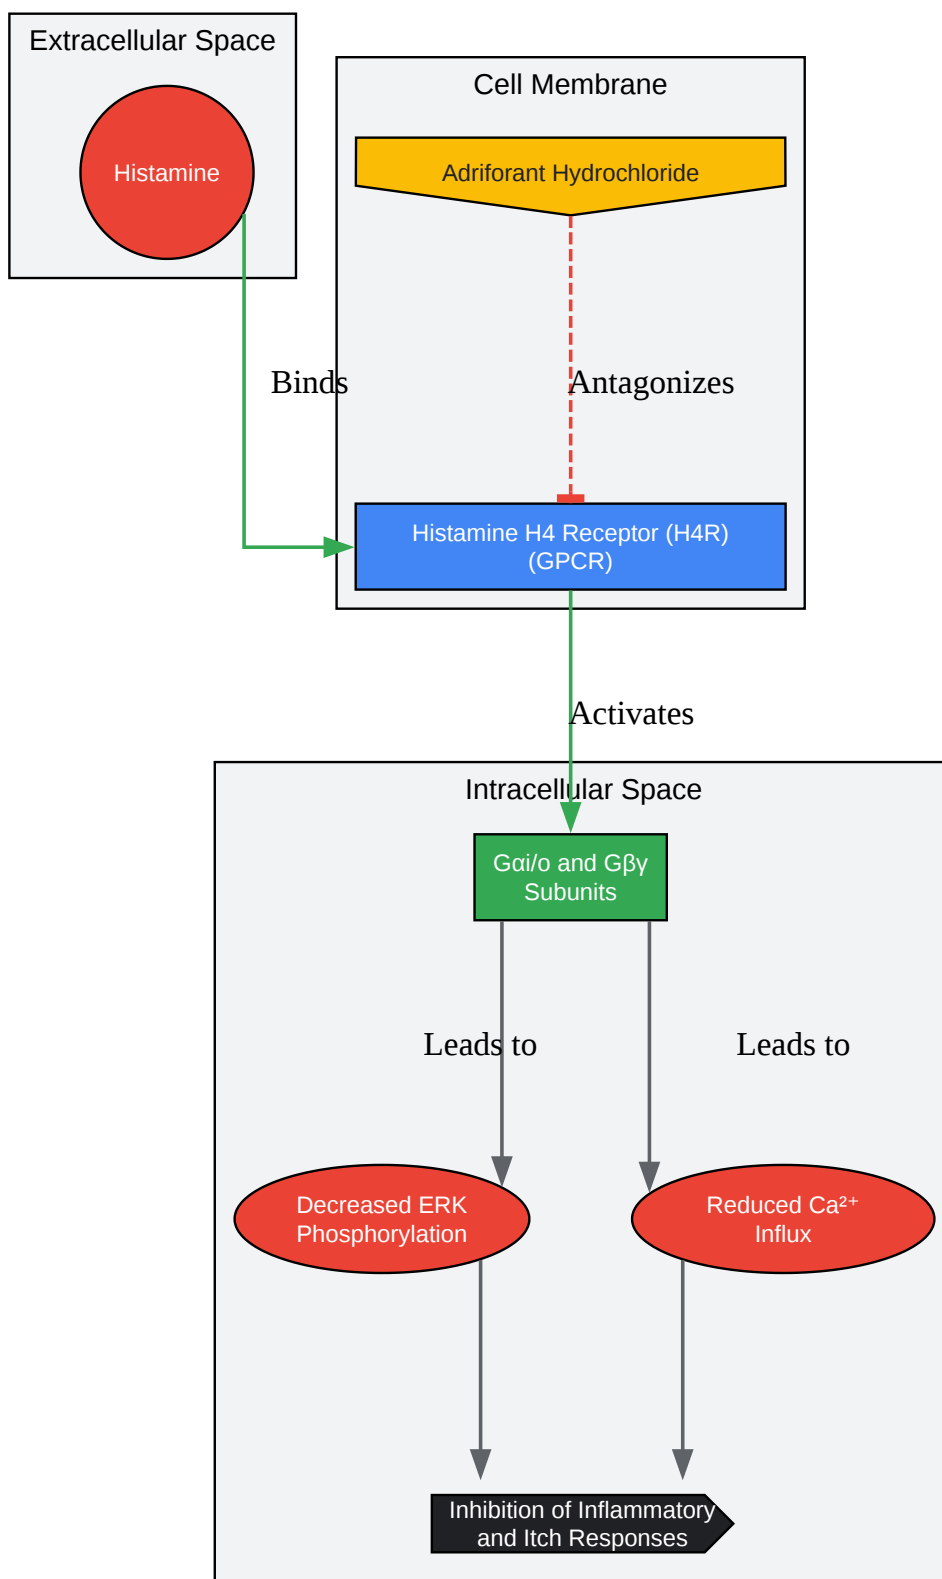 Extracellular Space
Histamine
Cell Membrane
Adriforant Hydrochloride
Binds
Antagonizes
Histamine H4 Receptor (H4R)
(GPCR)
Activates
Intracellular Space
Gαi/o and Gβγ
Subunits
Leads to
Leads to
Decreased ERK
Phosphorylation
Reduced Ca²⁺
Influx
Inhibition of Inflammatory
and Itch Responses